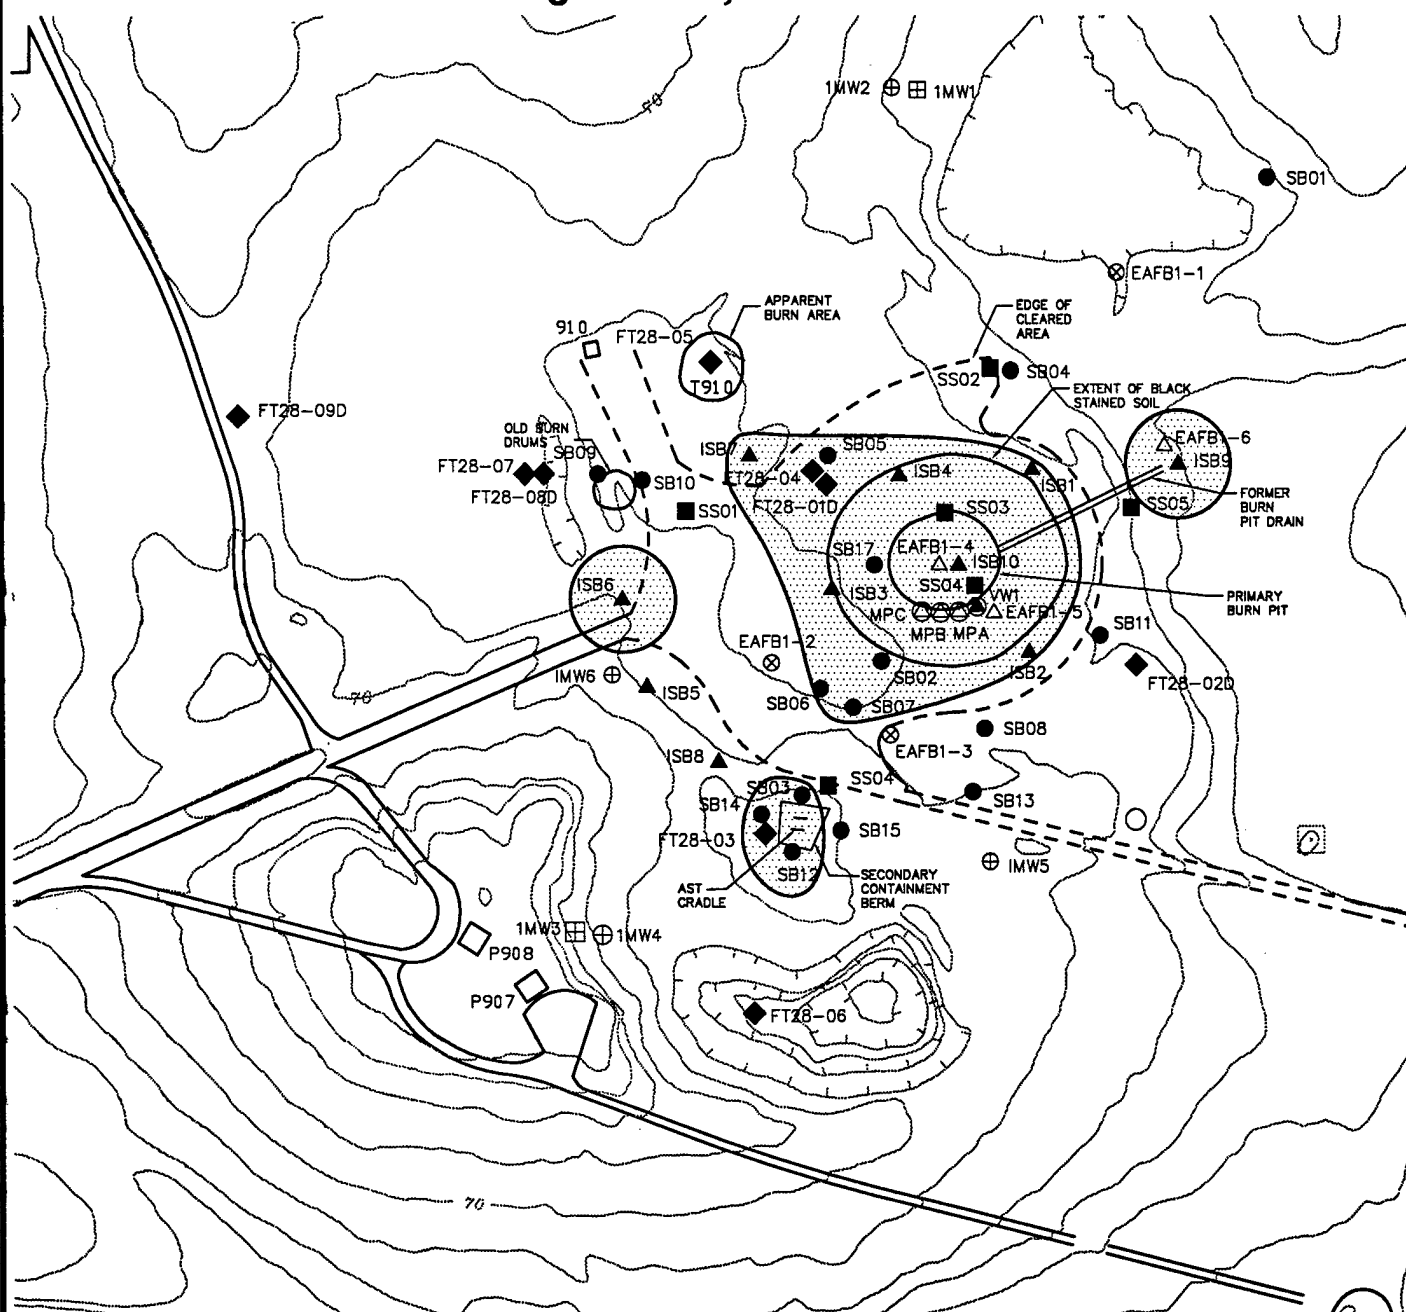 70
1MW2
1MW1
SB01
EAFB1-1
APPARENT
BURN AREA
EDGE OF
CLEARED
AREA
910
FT28-05
T910
SS02
SB04
EXTENT OF BLACK
STAINED SOIL
FT28-09D
OLD BURN
DRUMS
SB09
FT28-07
FT28-08D
SB10
SS01
ISB7
SB05
FT28-04
FT28-01D
ISB4
ISB1
EAFB1-6
ISB9
SS05
FORMER
BURN
PIT DRAIN
SS03
SB17
EAFB1-4
ISB10
SS04
VW1
ISB3
MPC
EAFB1-5
MPB MPA
PRIMARY
BURN PIT
ISB6
EAFB1-2
SB11
IMW6
ISB5
SB02
ISB2
FT28-02D
70
SB06
SB07
SB08
EAFB1-3
ISB8
SS04
SB03
SB14
SB13
FT28-03
SB15
SB12
IMW5
AST
CRADLE
SECONDARY
CONTAINMENT
BERM
1MW3
1MW4
P908
P907
FT28-06
70